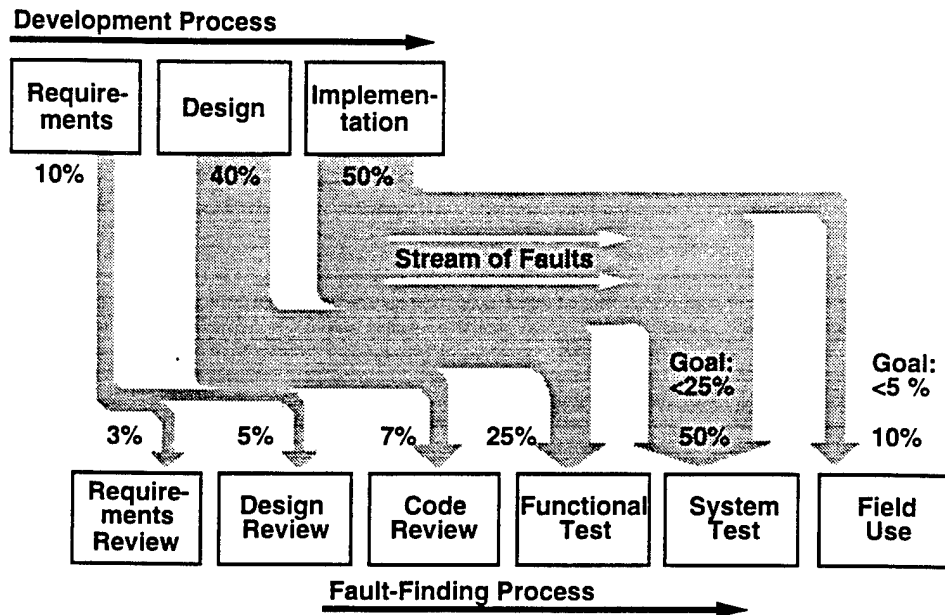 Development Process
Require-
ments
Design
Implemen-
tation
10%
40%
50%
Stream of Faults
Goal:
<25%
Goal:
<5 %
3%
5%
7%
25%
50%
10%
Require-
ments
Review
Design
Review
Code
Review
Functional
Test
System
Test
Field
Use
Fault-Finding Process